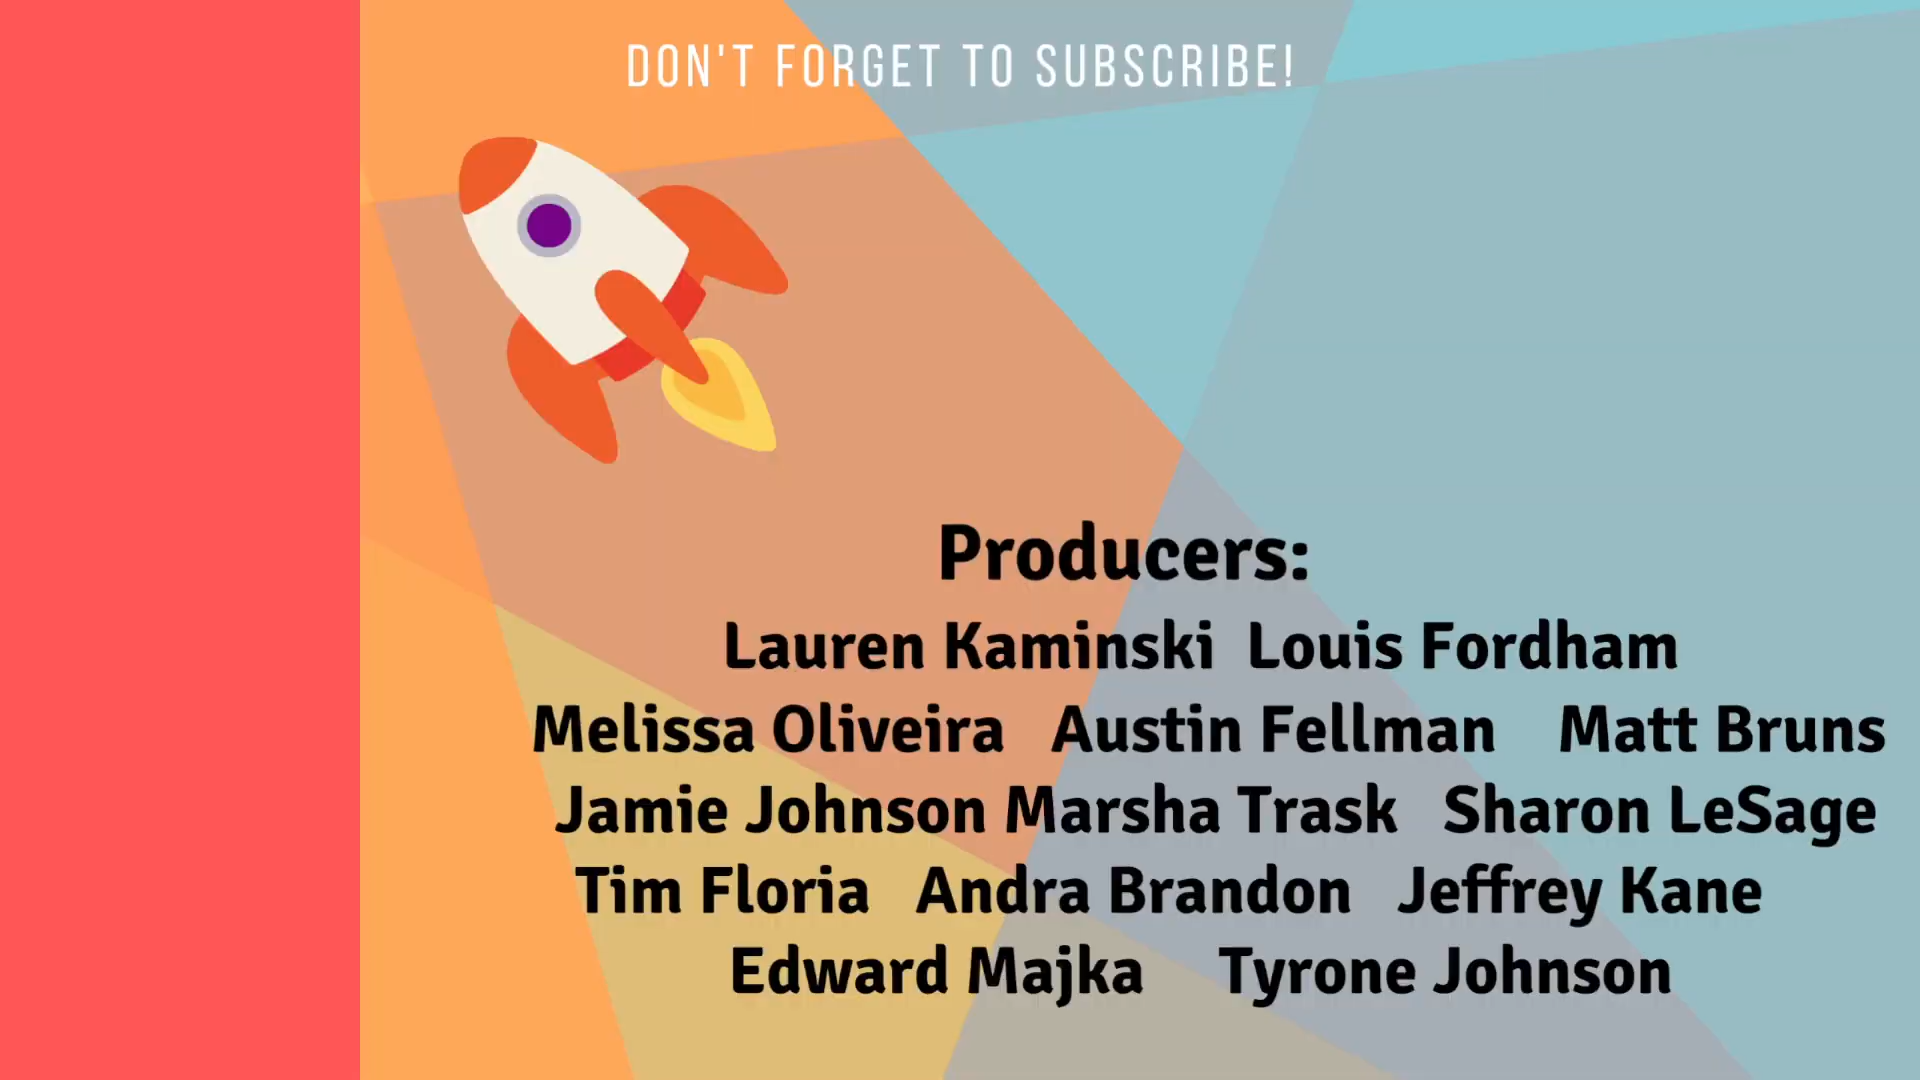 DON'T FORGET TO SUBSCRIBE!
Producers:
Lauren Kaminski Louis Fordham
Melissa Oliveira Austin Fellman Matt Bruns
Jamie Johnson Marsha Trask Sharon LeSage
Tim Floria Andra Brandon Jeffrey Kane
Edward Majka Tyrone Johnson